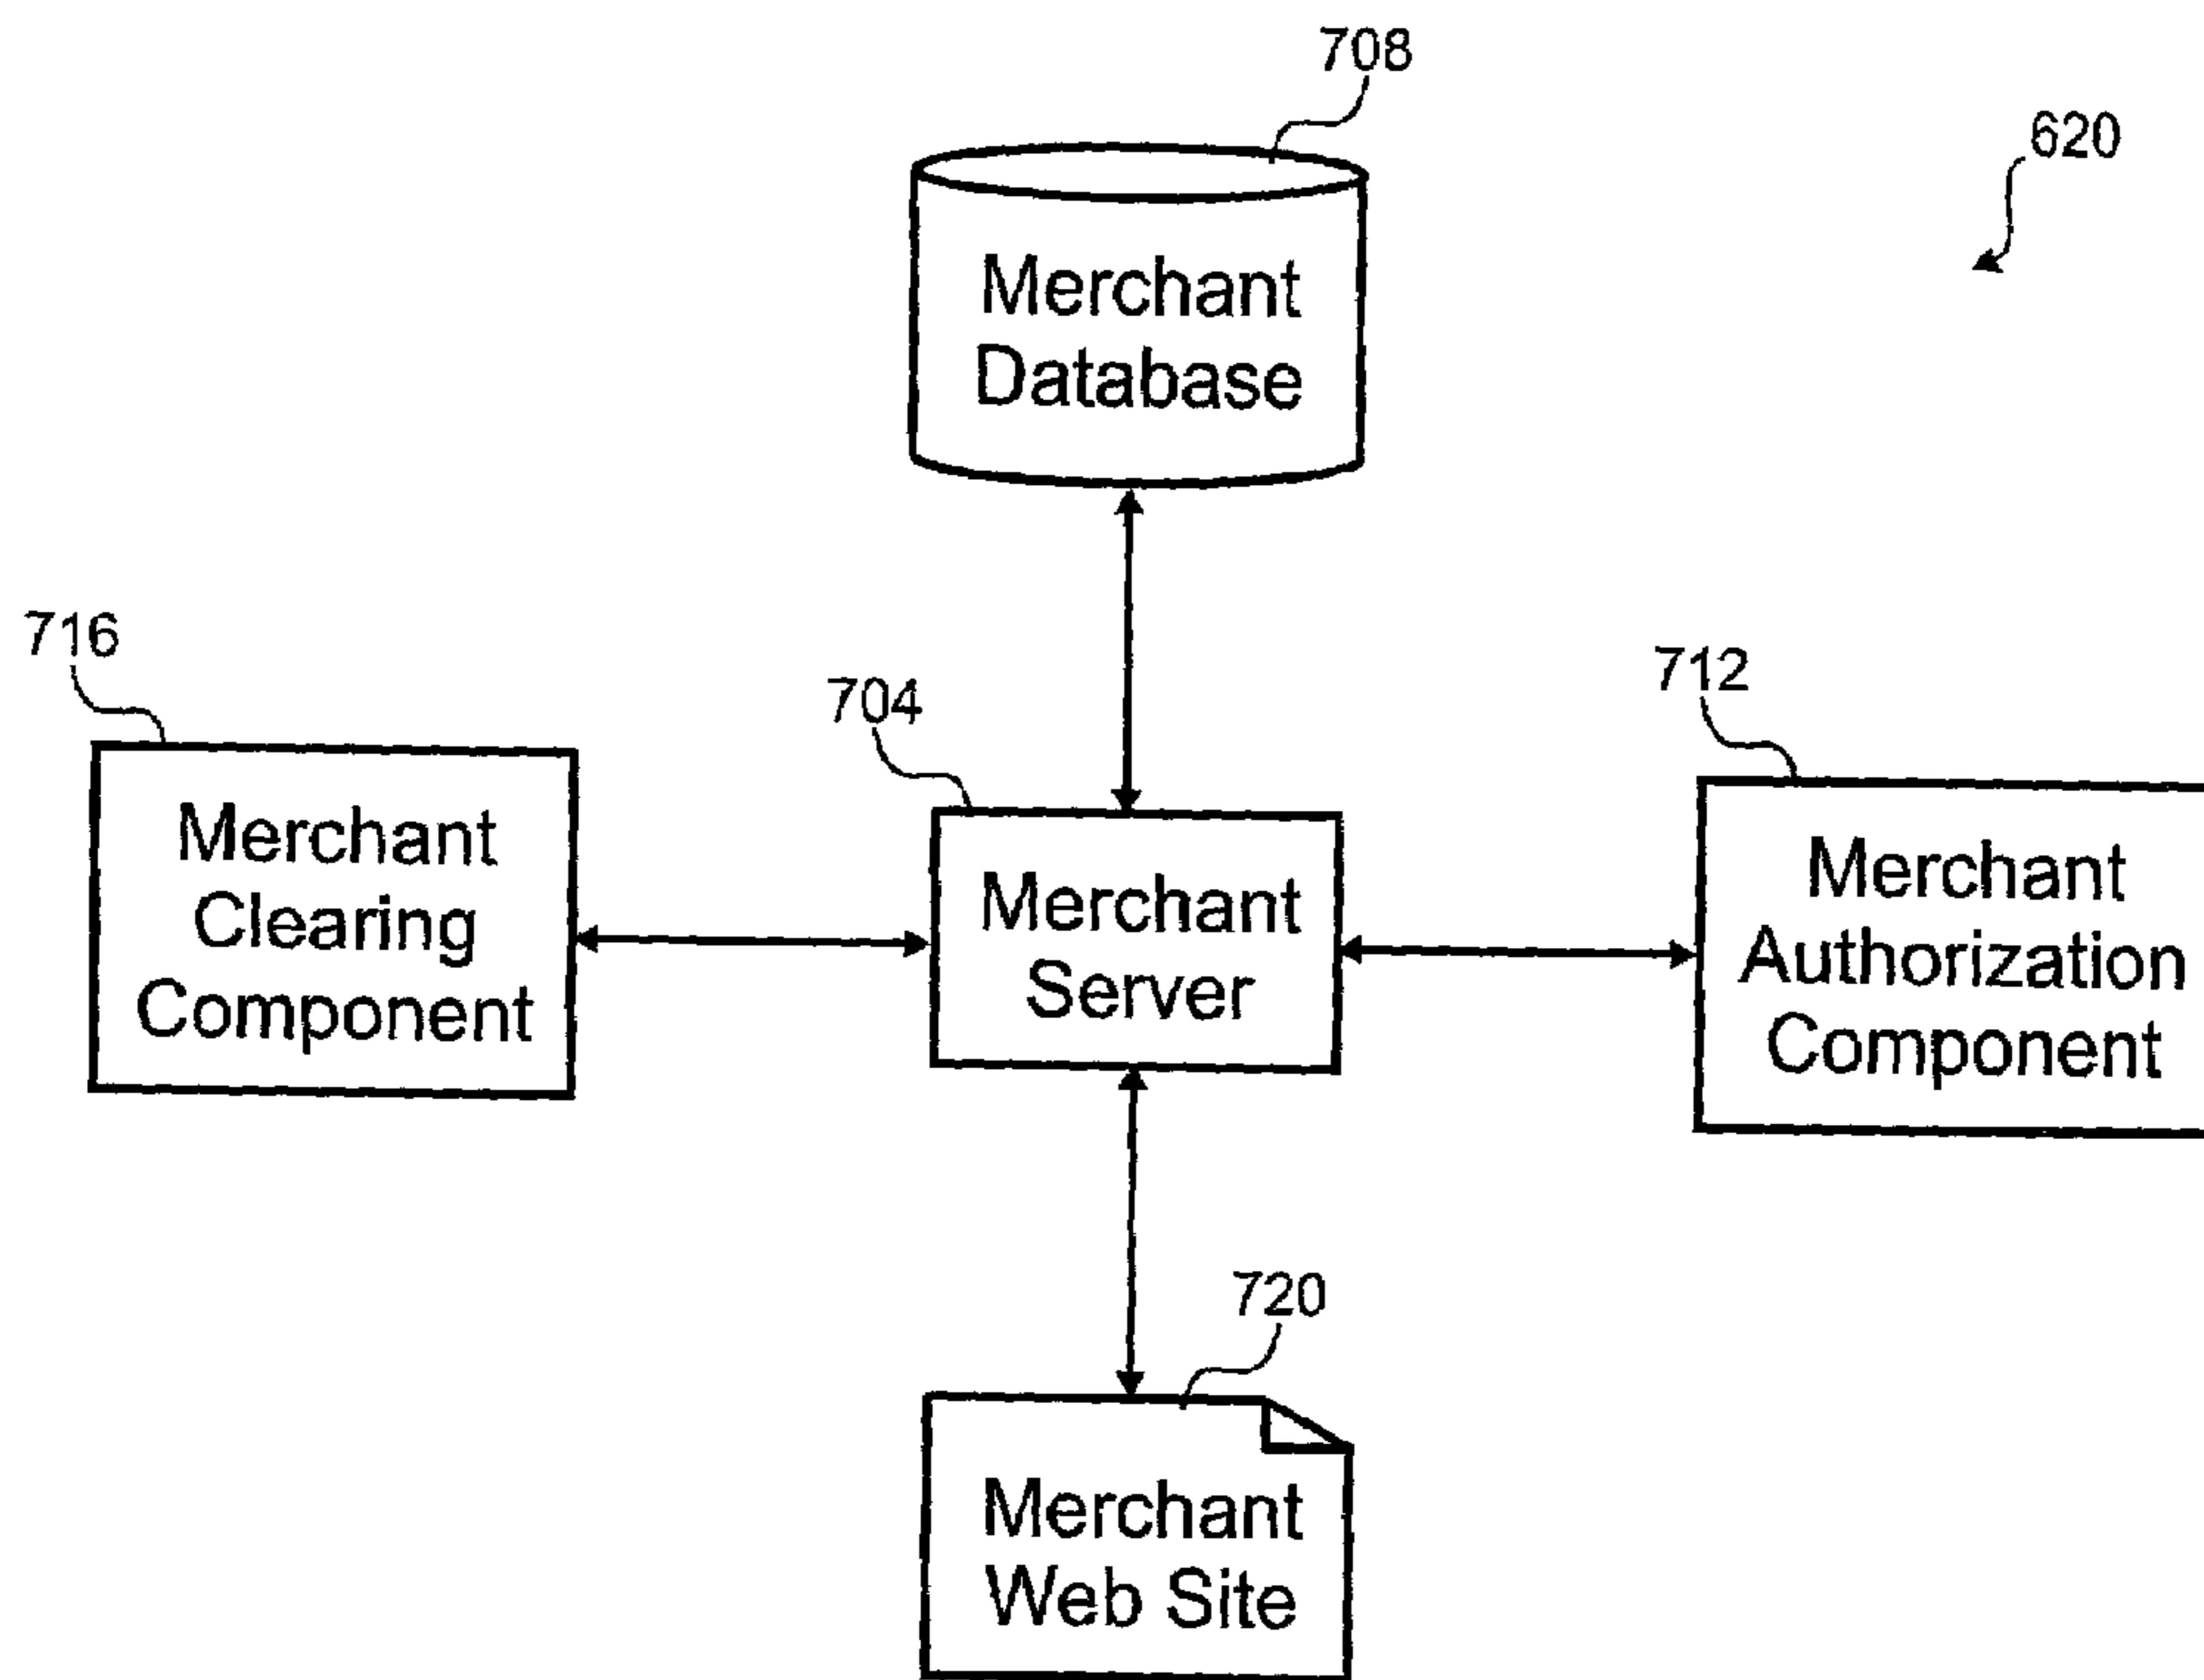 708
620
Merchant
Database
716
704
712
Merchant
Clearing
Component
Merchant
Server
Merchant
Authorization
Component
720
Merchant
Web Site